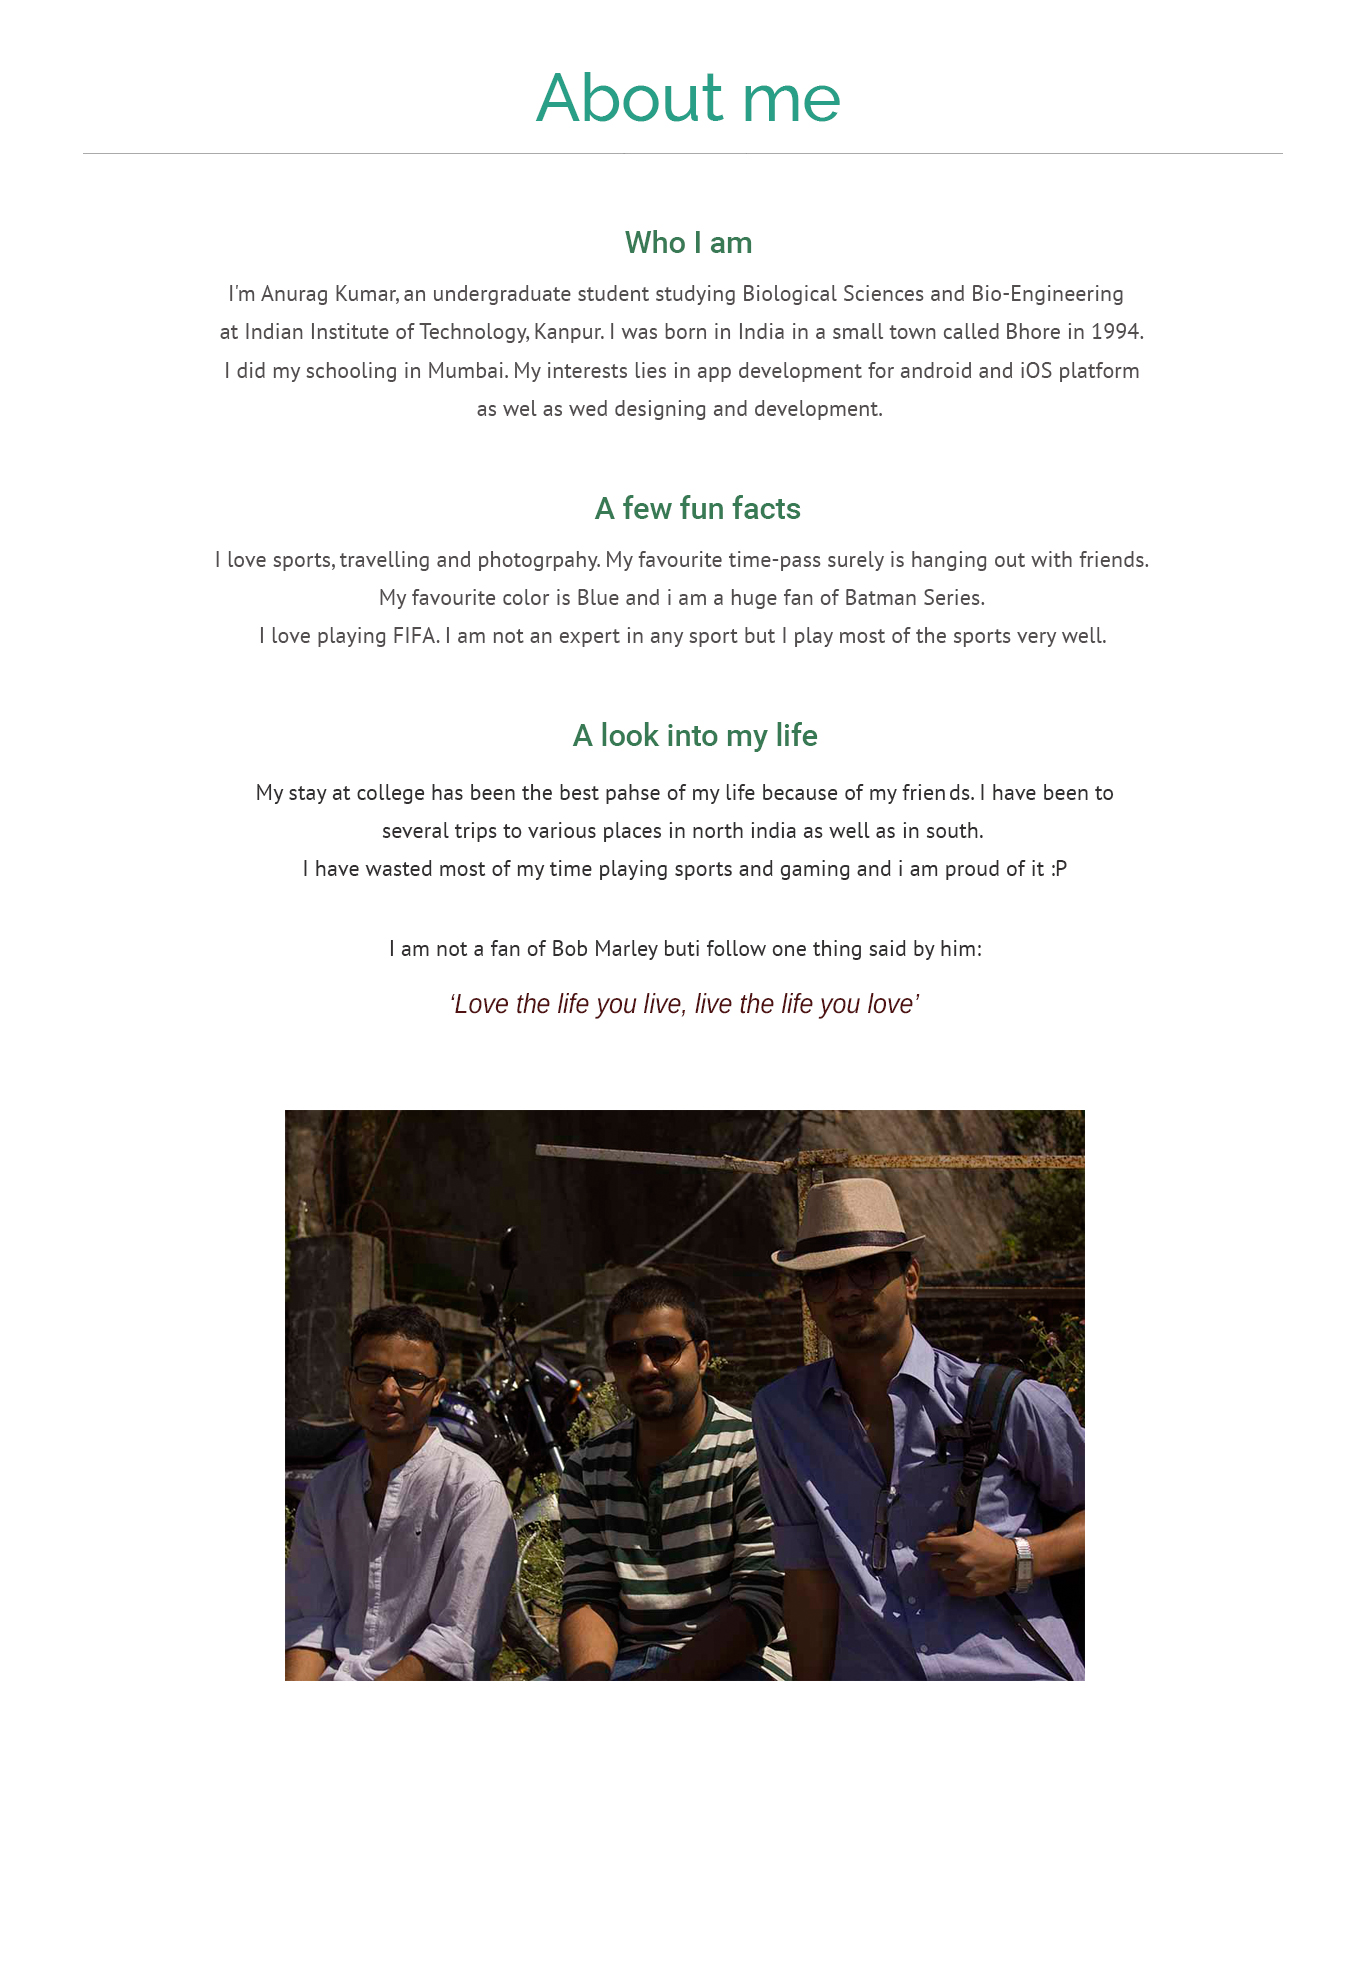 About me
Who I am
I'm Anurag Kumar, an undergraduate student studying Biological Sciences and Bio-Engineering
at Indian Institute of Technology, Kanpur. I was born in India in a small town called Bhore in 1994.
I did my schooling in Mumbai. My interests lies in app development for android and iOS platform
as wel as wed designing and development.
A few fun facts
I love sports, travelling and photogrpahy. My favourite time-pass surely is hanging out with friends.
My favourite color is Blue and i am a huge fan of Batman Series.
I love playing FIFA. I am not an expert in any sport but I play most of the sports very well.
A look into my life
My stay at college has been the best pahse of my life because of my friends. I have been to
several trips to various places in north india as well as in south.
I have wasted most of my time playing sports and gaming and i am proud of it :P
I am not a fan of Bob Marley buti follow one thing said by him:
‘Love the life you live, live the life you love’